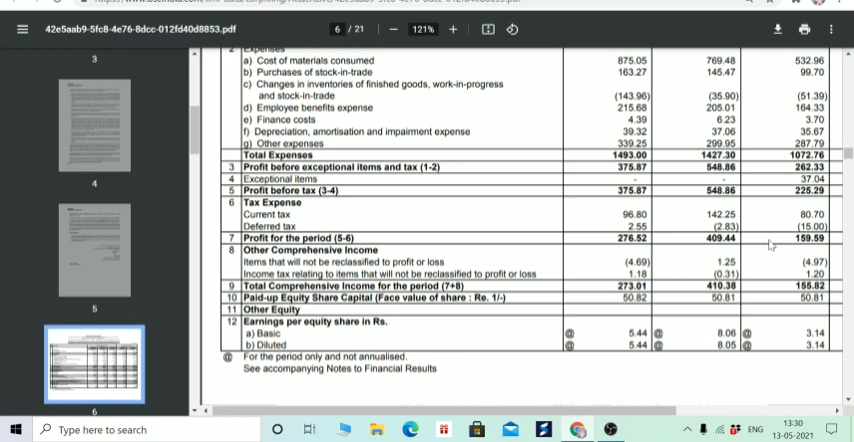 42e5aab9-5fc8-4e76-8dcc-012fd40d8853.pdf 6 / 21 — 121% +
3
4
5
6
2 Expenses
a) Cost of materials consumed 875.05 769.48 532.96
b) Purchases of stock-in-trade 163.27 145.47 99.70
c) Changes in inventories of finished goods, work-in-progress
and stock-in-trade (143.96) (35.90) (51.39)
d) Employee benefits expense 215.68 205.01 164.33
e) Finance costs 4.39 6.23 3.70
f) Depreciation, amortisation and impairment expense 39.32 37.06 35.67
g) Other expenses 339.25 299.95 287.79
Total Expenses 1493.00 1427.30 1072.76
3 Profit before exceptional items and tax (1-2) 375.87 548.86 262.33
4 Exceptional items - - 37.04
5 Profit before tax (3-4) 375.87 548.86 225.29
6 Tax Expense
Current tax 96.80 142.25 80.70
Deferred tax 2.55 (2.83) (15.00)
7 Profit for the period (5-6) 276.52 409.44 159.59
8 Other Comprehensive Income
Items that will not be reclassified to profit or loss (4.69) 1.25 (4.97)
Income tax relating to items that will not be reclassified to profit or loss 1.18 (0.31) 1.20
9 Total Comprehensive Income for the period (7+8) 273.01 410.38 155.82
10 Paid-up Equity Share Capital (Face value of share : Re. 1/-) 50.82 50.81 50.81
11 Other Equity
12 Earnings per equity share in Rs.
a) Basic @ 5.44 @ 8.06 @ 3.14
b) Diluted @ 5.44 @ 8.05 @ 3.14
@ For the period only and not annualised.
See accompanying Notes to Financial Results
Type here to search ENG 13:30
13-05-2021